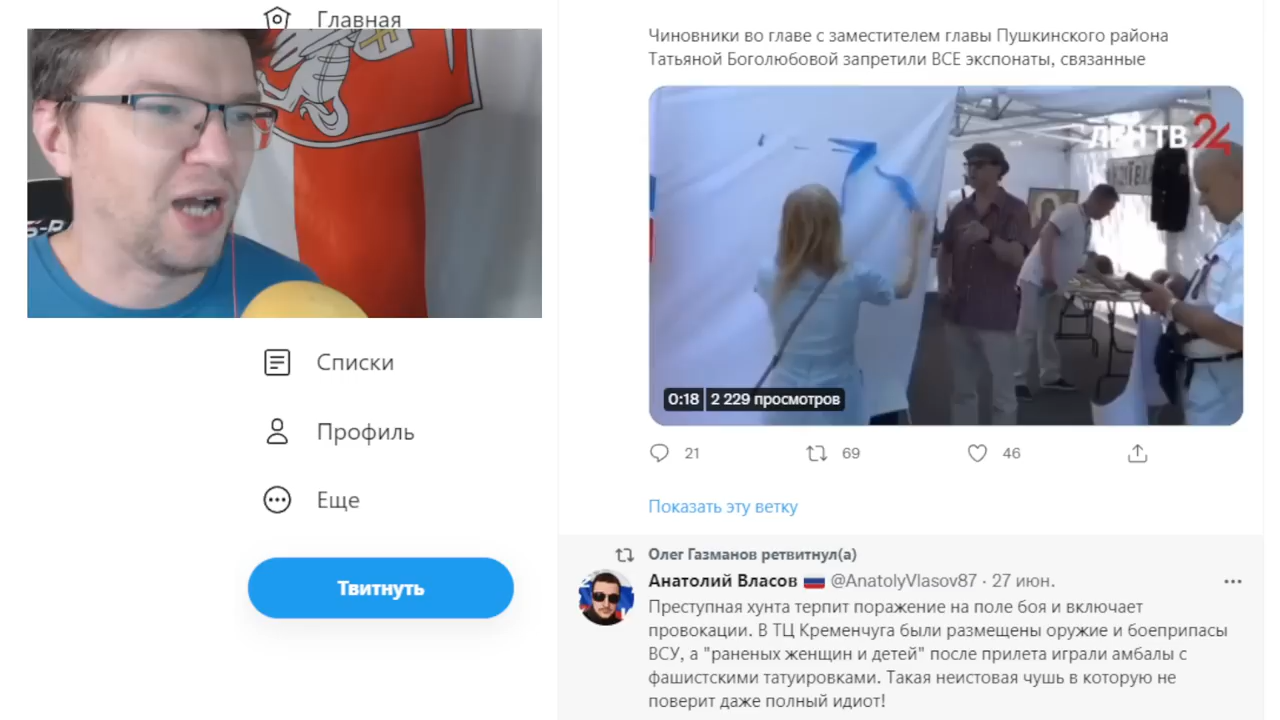 Главная
Списки
Профиль
Еще
Твитнуть
Чиновники во главе с заместителем главы Пушкинского района
Татьяной Боголюбовой запретили ВСЕ экспонаты, связанные
ЛЕН ТВ 24
0:18 2 229 просмотров
21 69 46
Показать эту ветку
Олег Газманов ретвитнул(а)
Анатолий Власов @AnatolyVlasov87 · 27 июн.
Преступная хунта терпит поражение на поле боя и включает
провокации. В ТЦ Кременчуга были размещены оружие и боеприпасы
ВСУ, а "раненых женщин и детей" после прилета играли амбалы с
фашистскими татуировками. Такая неистовая чушь в которую не
поверит даже полный идиот!